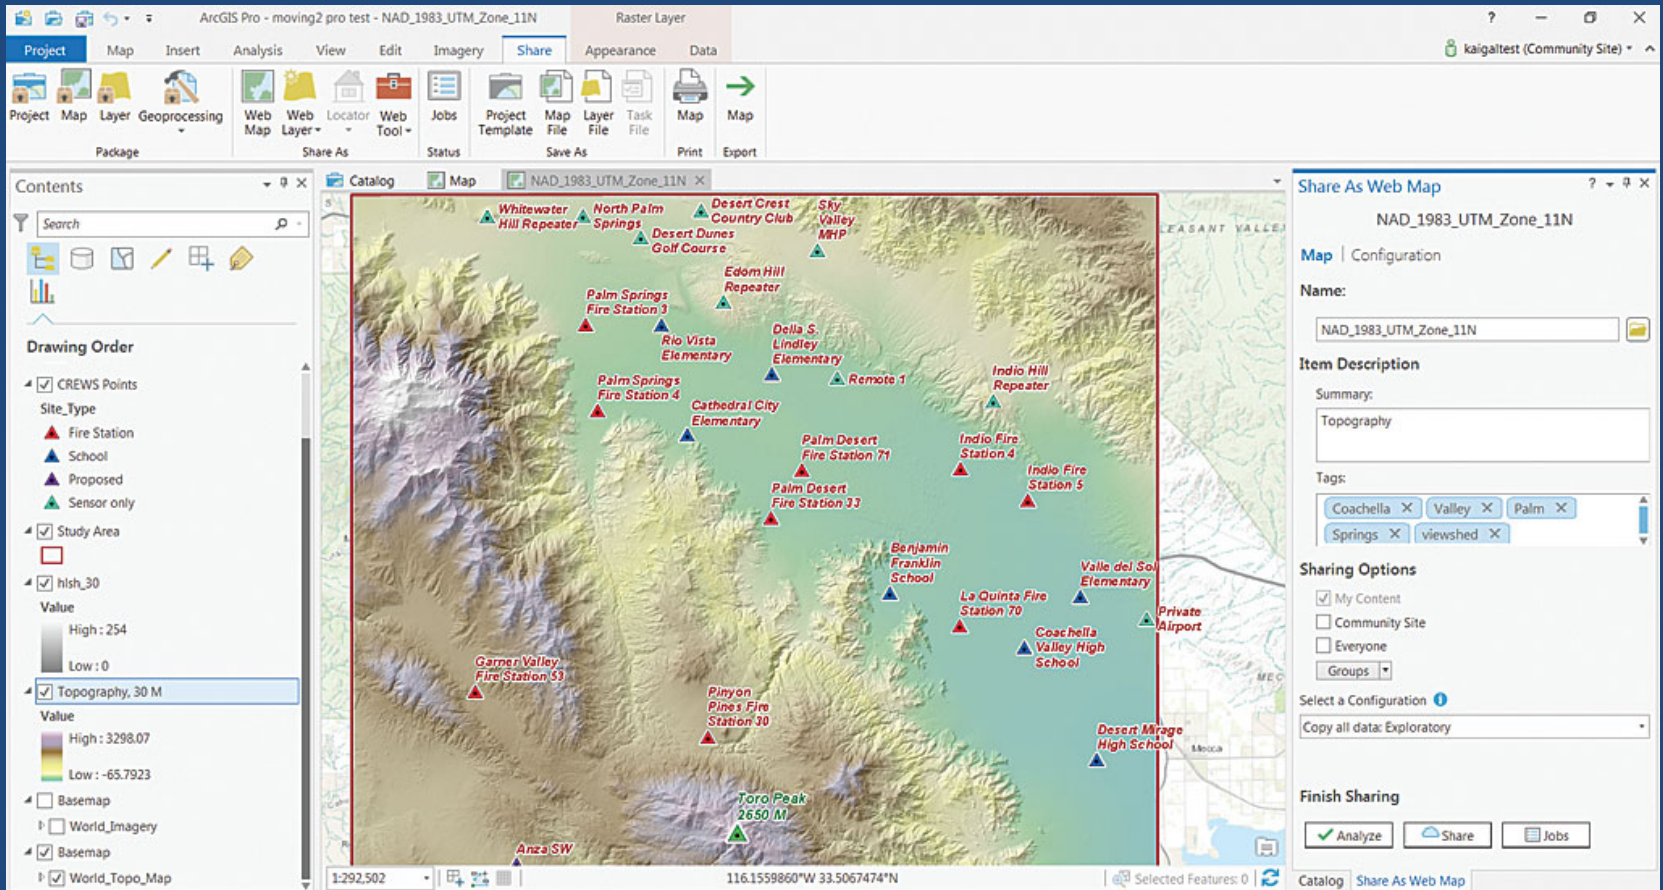 ArcGIS Pro - moving2 pro test - NAD_1983_UTM_Zone_11N
Raster Layer
?
Project Map Insert Analysis View Edit Imagery Share Appearance Data
kaigaltest (Community Site)
Project Map Layer Geoprocessing
Web Map
Web Layer
Locator
Web Tool
Jobs
Project Template
Map File
Layer File
Task File
Map
Map
Package Share As Status Save As Print Export
Contents
Search
Drawing Order
CREWS Points
Site_Type
Fire Station
School
Proposed
Sensor only
Study Area
hlsh_30
Value
High : 254
Low : 0
Topography, 30 M
Value
High : 3298.07
Low : -65.7923
Basemap
World_Imagery
Basemap
World_Topo_Map
Catalog Map NAD_1983_UTM_Zone_11N
Whitewater
Hill Repeater
North Palm
Springs
Desert Crest
Country Club
Sky
Valley
MHP
Desert Dunes
Golf Course
Edom Hill
Repeater
Palm Springs
Fire Station 3
Rio Vista
Elementary
Della S.
Lindley
Elementary
Remote 1
Indio Hill
Repeater
Palm Springs
Fire Station 4
Cathedral City
Elementary
Palm Desert
Fire Station 71
Indio Fire
Station 4
Indio Fire
Station 5
Palm Desert
Fire Station 33
Benjamin
Franklin
School
Valle del Sol
Elementary
La Quinta Fire
Station 70
Private
Airport
Coachella
Valley High
School
Garner Valley
Fire Station 53
Pinyon
Pines Fire
Station 30
Desert Mirage
High School
Mecca
Toro Peak
2650 M
Anza SW
LEASANT VALLEY
MEC
1:292,502
116.1559860°W 33.5067474°N
Selected Features: 0
Share As Web Map
?
NAD_1983_UTM_Zone_11N
Map | Configuration
Name:
NAD_1983_UTM_Zone_11N
Item Description
Summary:
Topography
Tags:
Coachella Valley Palm
Springs viewshed
Sharing Options
My Content
Community Site
Everyone
Groups
Select a Configuration
Copy all data: Exploratory
Finish Sharing
Analyze Share Jobs
Catalog Share As Web Map